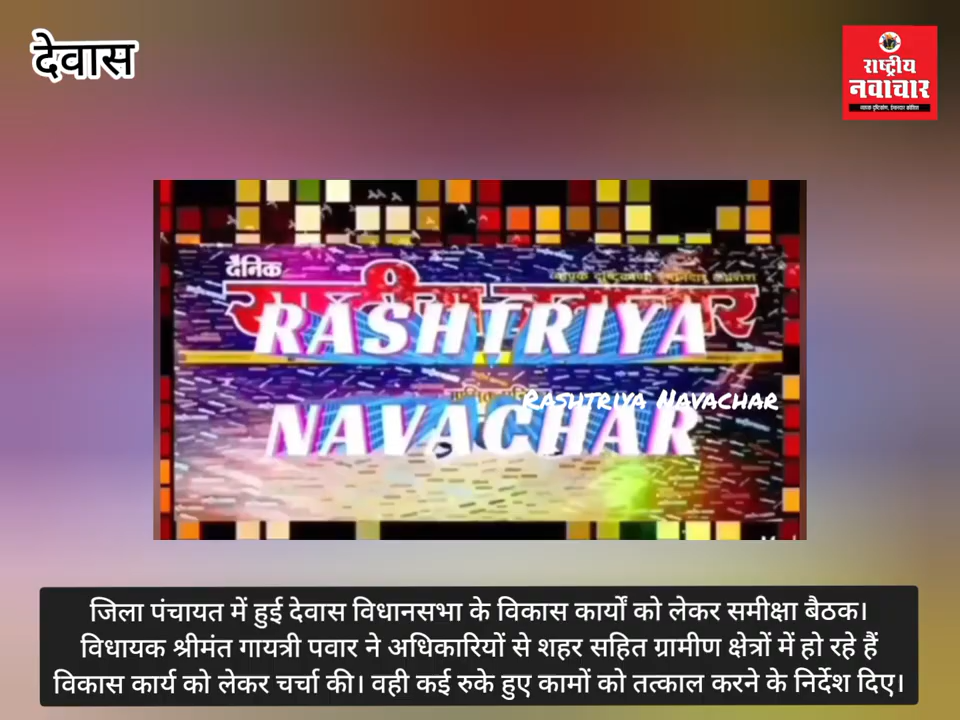 देवास
राष्ट्रीय
नवाचार
दैनिक
RASHTRIYA
Rashtriya Navachar
NAVACHAR
जिला पंचायत में हुई देवास विधानसभा के विकास कार्यों को लेकर समीक्षा बैठक।
विधायक श्रीमंत गायत्री पवार ने अधिकारियों से शहर सहित ग्रामीण क्षेत्रों में हो रहे हैं
विकास कार्य को लेकर चर्चा की। वही कई रुके हुए कामों को तत्काल करने के निर्देश दिए।